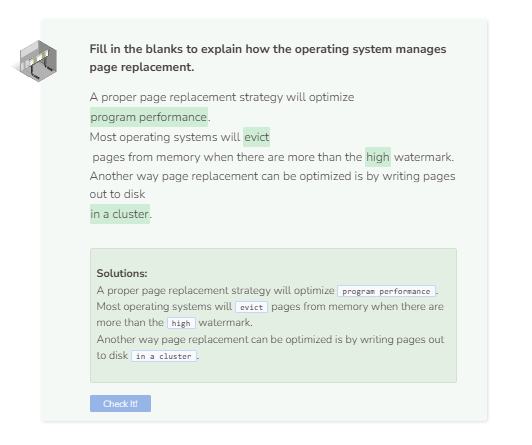 Fill in the blanks to explain how the operating system manages
page replacement.
A proper page replacement strategy will optimize
program performance.
Most operating systems will evict
pages from memory when there are more than the high watermark.
Another way page replacement can be optimized is by writing pages
out to disk
in a cluster.
Solutions:
A proper page replacement strategy will optimize program performance.
Most operating systems will evict pages from memory when there are
more than the high watermark.
Another way page replacement can be optimized is by writing pages out
to disk in a cluster.
Check It!